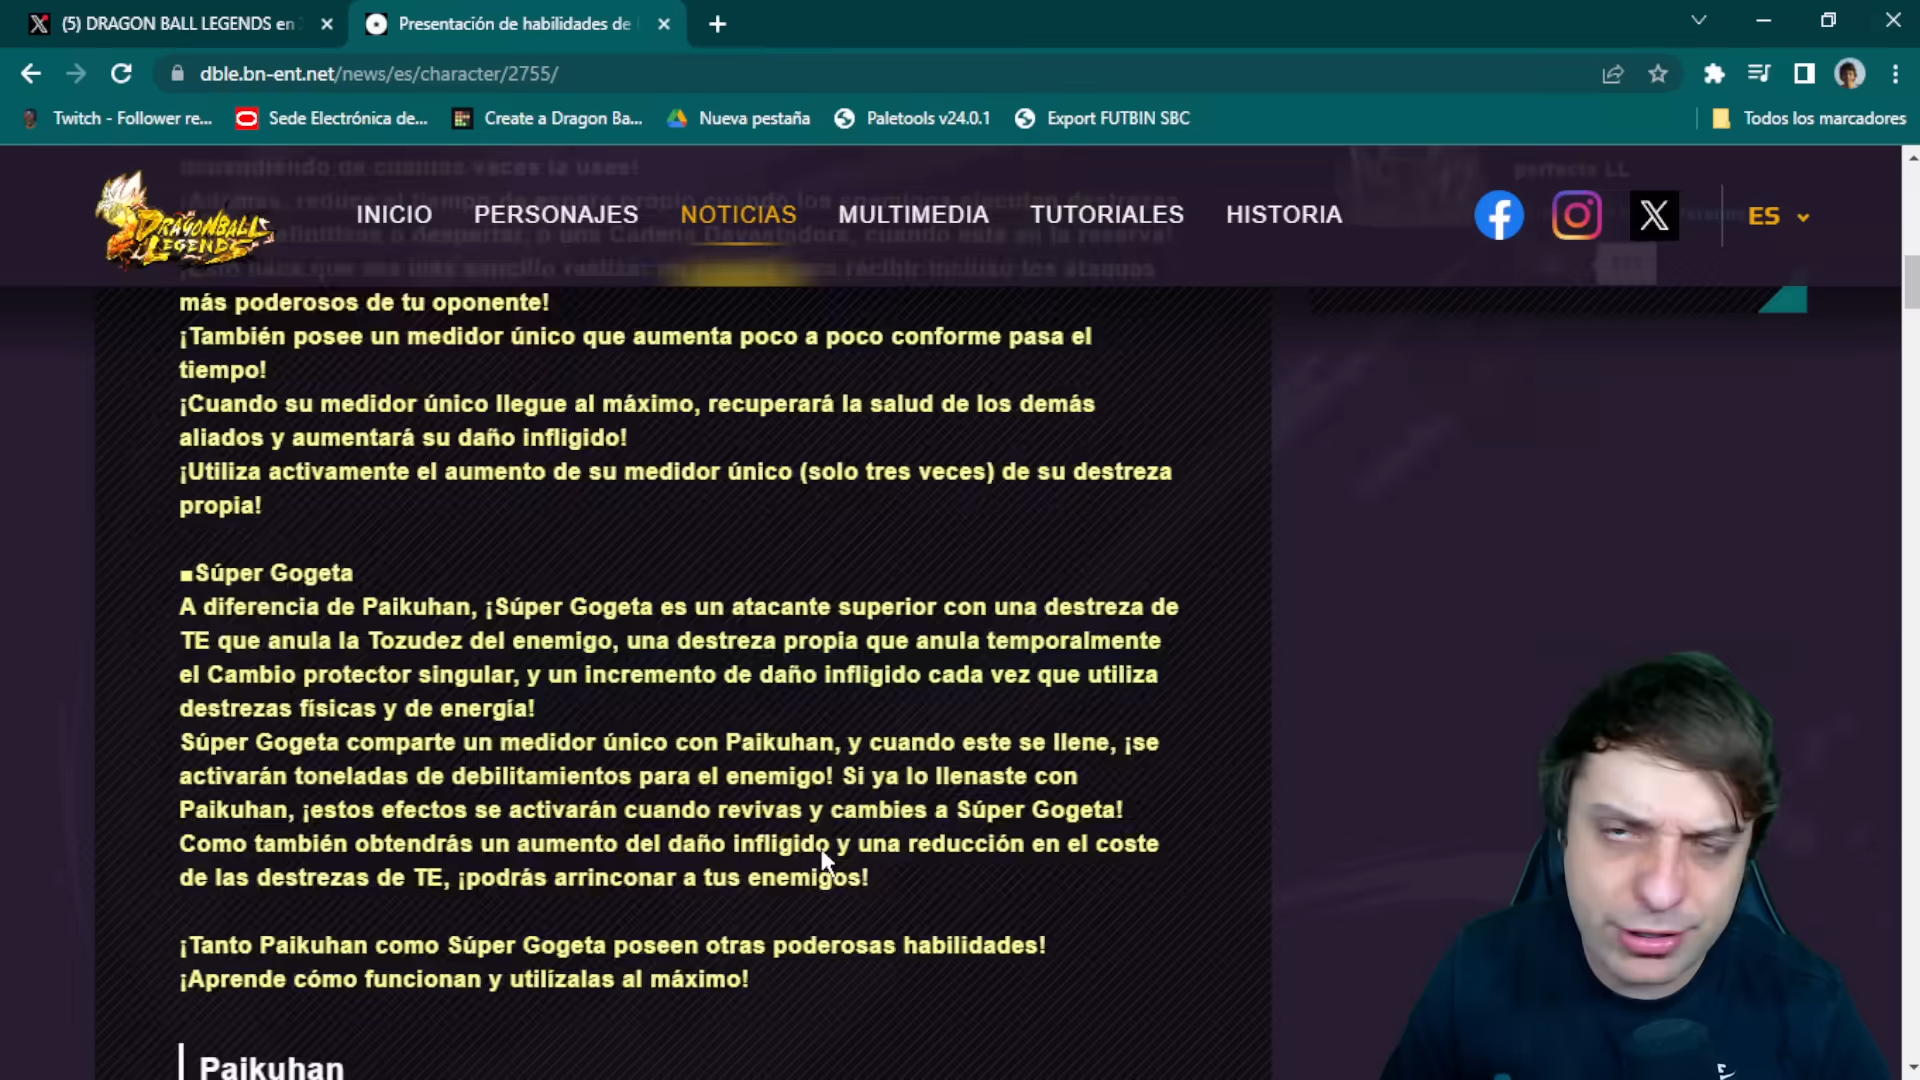 (5) DRAGON BALL LEGENDS en
Presentación de habilidades de
dble.bn-ent.net/news/es/character/2755/
Twitch - Follower re...
Sede Electrónica de...
Create a Dragon Ba...
Nueva pestaña
Paletools v24.0.1
Export FUTBIN SBC
Todos los marcadores
DRAGONBALL
LEGENDS
INICIO
PERSONAJES
NOTICIAS
MULTIMEDIA
TUTORIALES
HISTORIA
ES
perfecto LL
más poderosos de tu oponente!
¡También posee un medidor único que aumenta poco a poco conforme pasa el
tiempo!
¡Cuando su medidor único llegue al máximo, recuperará la salud de los demás
aliados y aumentará su daño infligido!
¡Utiliza activamente el aumento de su medidor único (solo tres veces) de su destreza
propia!
■Súper Gogeta
A diferencia de Paikuhan, ¡Súper Gogeta es un atacante superior con una destreza de
TE que anula la Tozudez del enemigo, una destreza propia que anula temporalmente
el Cambio protector singular, y un incremento de daño infligido cada vez que utiliza
destrezas físicas y de energía!
Súper Gogeta comparte un medidor único con Paikuhan, y cuando este se llene, ¡se
activarán toneladas de debilitamientos para el enemigo! Si ya lo llenaste con
Paikuhan, ¡estos efectos se activarán cuando revivas y cambies a Súper Gogeta!
Como también obtendrás un aumento del daño infligido y una reducción en el coste
de las destrezas de TE, ¡podrás arrinconar a tus enemigos!
¡Tanto Paikuhan como Súper Gogeta poseen otras poderosas habilidades!
¡Aprende cómo funcionan y utilízalas al máximo!
Paikuhan